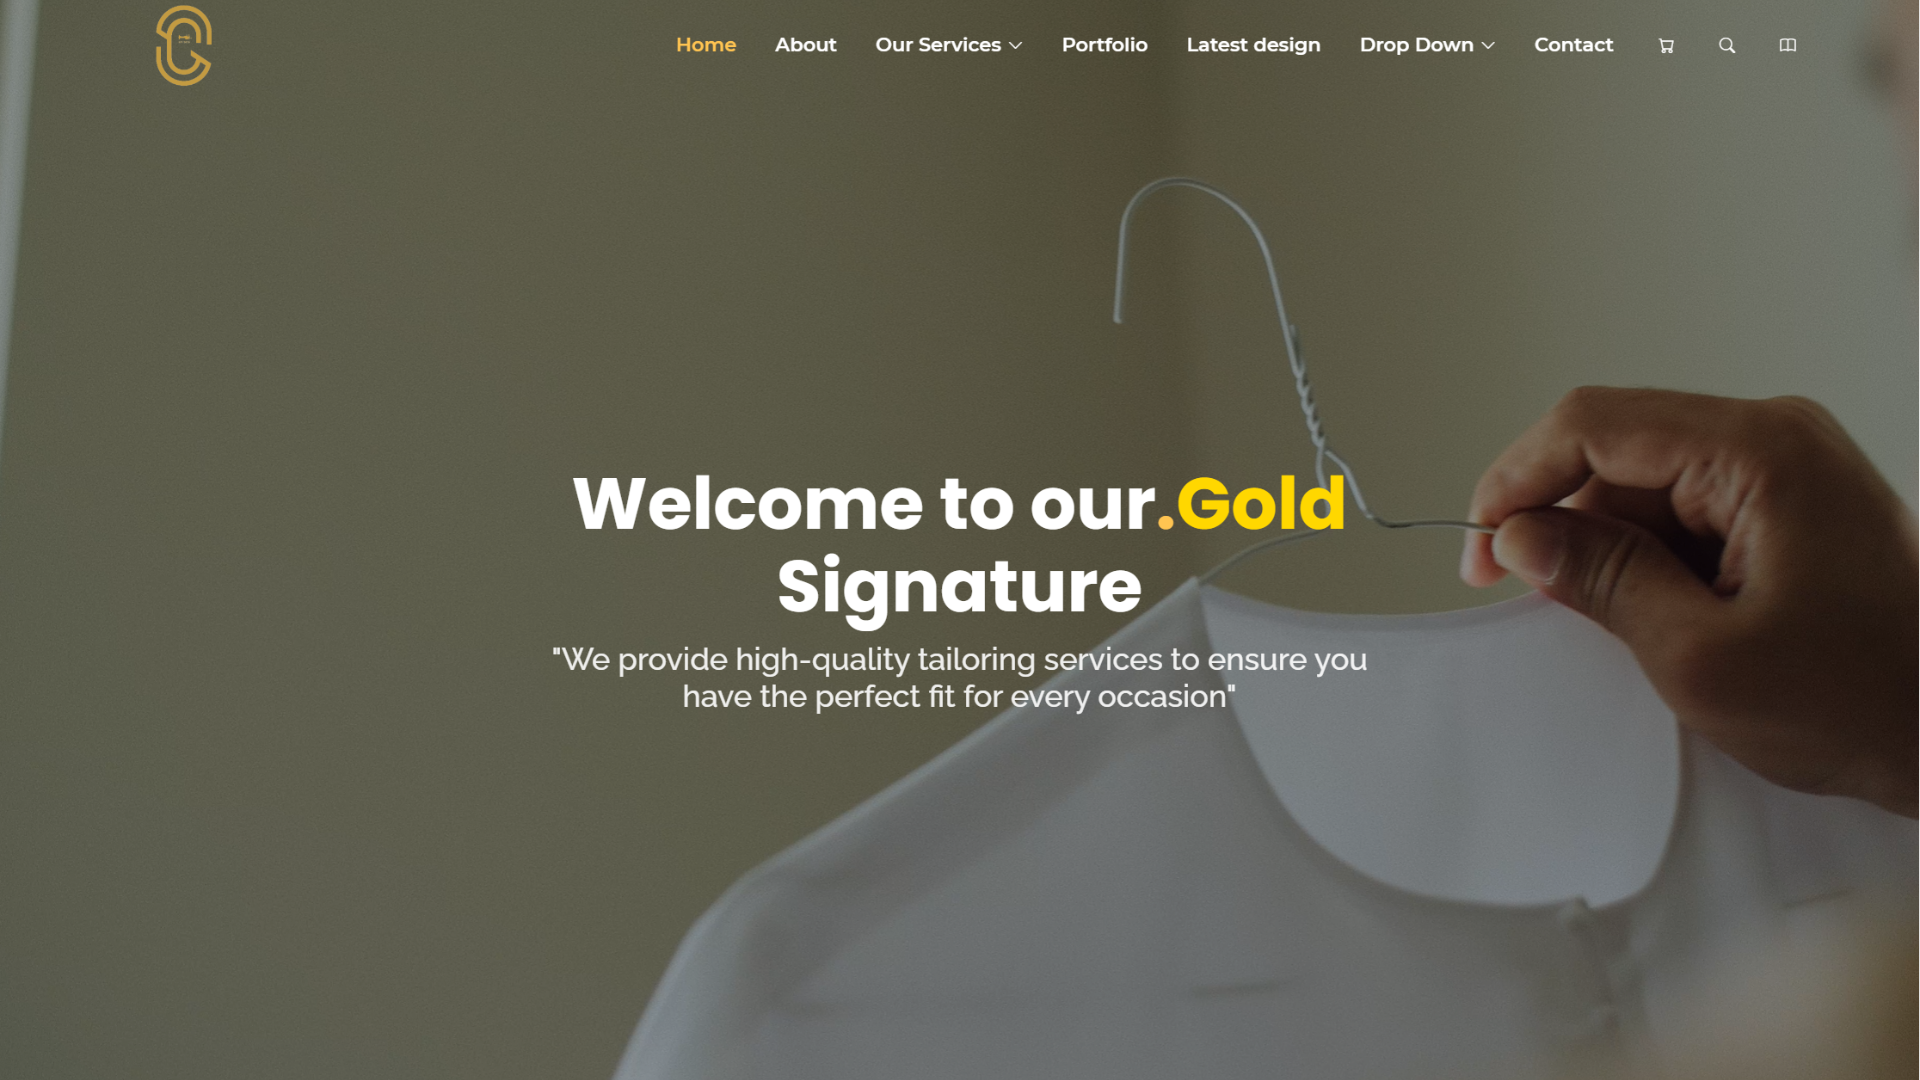 Home About Our Services Portfolio Latest design Drop Down Contact
Welcome to our.Gold
Signature
"We provide high-quality tailoring services to ensure you
have the perfect fit for every occasion"